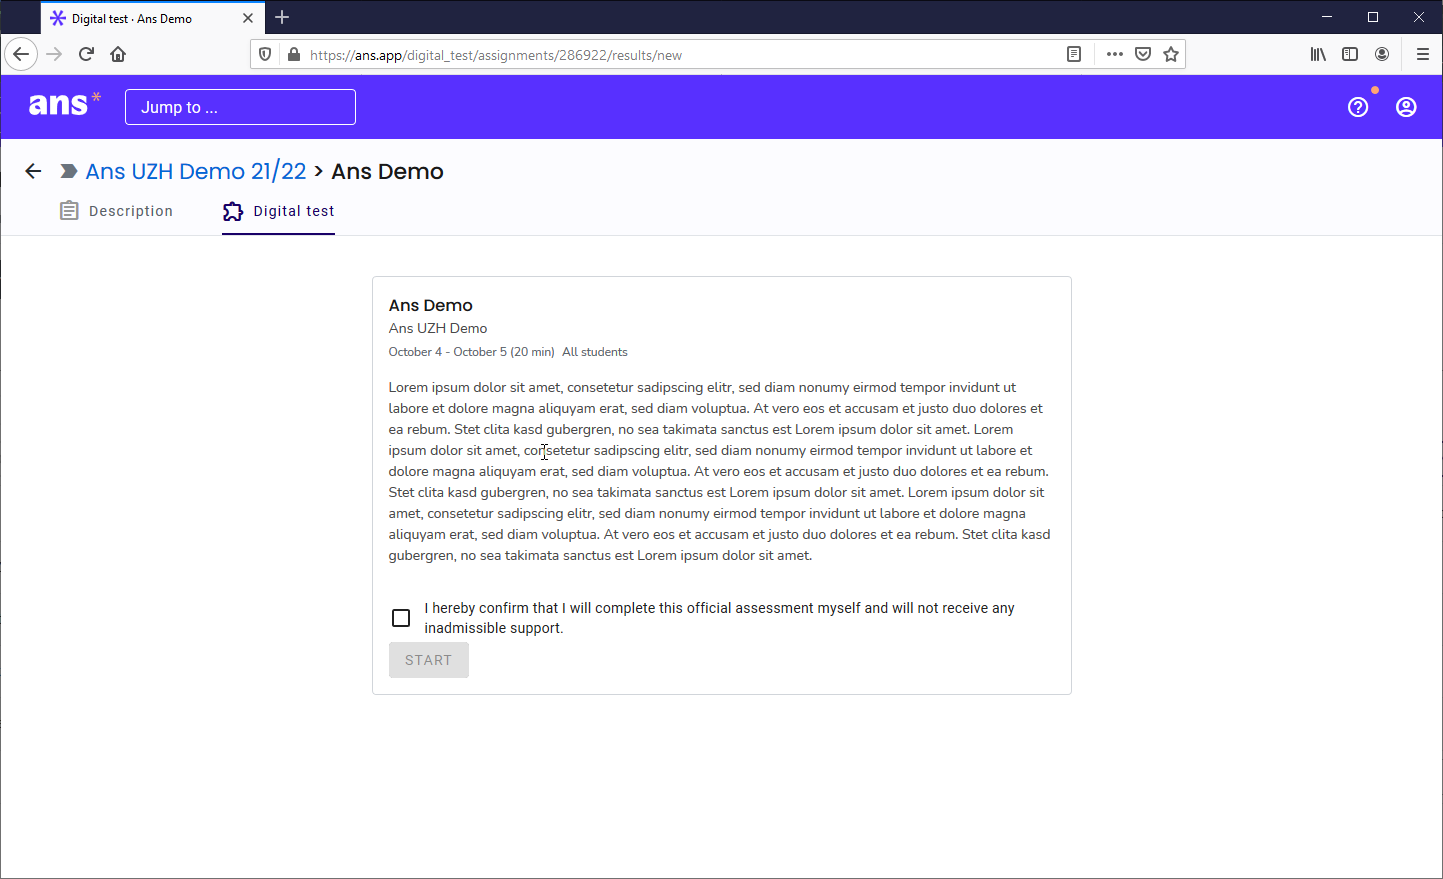 Digital test · Ans Demo
https://ans.app/digital_test/assignments/286922/results/new
ans*
Jump to ...
Ans UZH Demo 21/22 > Ans Demo
Description
Digital test
Ans Demo
Ans UZH Demo
October 4 - October 5 (20 min) All students
Lorem ipsum dolor sit amet, consetetur sadipscing elitr, sed diam nonumy eirmod tempor invidunt ut
labore et dolore magna aliquyam erat, sed diam voluptua. At vero eos et accusam et justo duo dolores et
ea rebum. Stet clita kasd gubergren, no sea takimata sanctus est Lorem ipsum dolor sit amet. Lorem
ipsum dolor sit amet, consetetur sadipscing elitr, sed diam nonumy eirmod tempor invidunt ut labore et
dolore magna aliquyam erat, sed diam voluptua. At vero eos et accusam et justo duo dolores et ea rebum.
Stet clita kasd gubergren, no sea takimata sanctus est Lorem ipsum dolor sit amet. Lorem ipsum dolor sit
amet, consetetur sadipscing elitr, sed diam nonumy eirmod tempor invidunt ut labore et dolore magna
aliquyam erat, sed diam voluptua. At vero eos et accusam et justo duo dolores et ea rebum. Stet clita kasd
gubergren, no sea takimata sanctus est Lorem ipsum dolor sit amet.
I hereby confirm that I will complete this official assessment myself and will not receive any
inadmissible support.
START